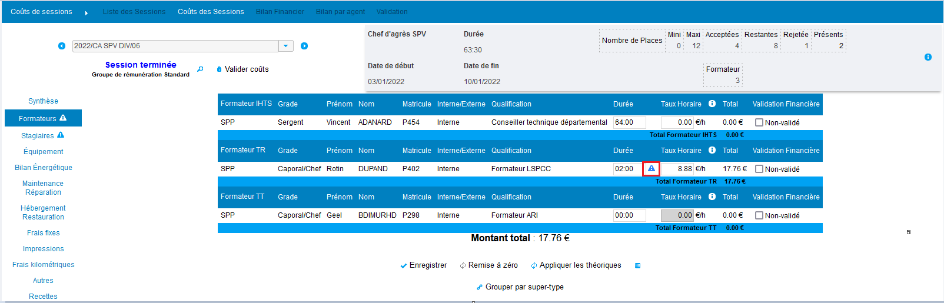 Coûts de sessions Liste des Sessions Coûts des Sessions Bilan Financier Bilan par agent Validation
2022/CA SPV DIV/06
Session terminée
Groupe de rémunération Standard
Valider coûts
Chef d'agrès SPV Durée
63:30
Date de début Date de fin
03/01/2022 10/01/2022
Nombre de Places Mini Maxi Acceptées Restantes Rejetée Présents
0 12 4 8 1 2
Formateur
3
Synthèse
Formateurs
Stagiaires
Équipement
Bilan Énergétique
Maintenance
Réparation
Hébergement
Restauration
Frais fixes
Impressions
Frais kilométriques
Autres
Recettes
Formateur IHTS Grade Prénom Nom Matricule Interne/Externe Qualification Durée Taux Horaire Total Validation Financière
SPP Sergent Vincent ADANARD P454 Interne Conseiller technique départemental 64:00 0.00 €/h 0.00 € Non-validé
Total Formateur IHTS 0.00 €
Formateur TR Grade Prénom Nom Matricule Interne/Externe Qualification Durée Taux Horaire Total Validation Financière
SPP Caporal/Chef Rotin DUPAND P402 Interne Formateur LSPCC 02:00 8.88 €/h 17.76 € Non-validé
Total Formateur TR 17.76 €
Formateur TT Grade Prénom Nom Matricule Interne/Externe Qualification Durée Taux Horaire Total Validation Financière
SPP Caporal/Chef Geel BDIMURHD P298 Interne Formateur ARI 00:00 0.00 €/h 0.00 € Non-validé
Total Formateur TT 0.00 €
Montant total : 17.76 €
Enregistrer Remise à zéro Appliquer les théoriques
Grouper par super-type